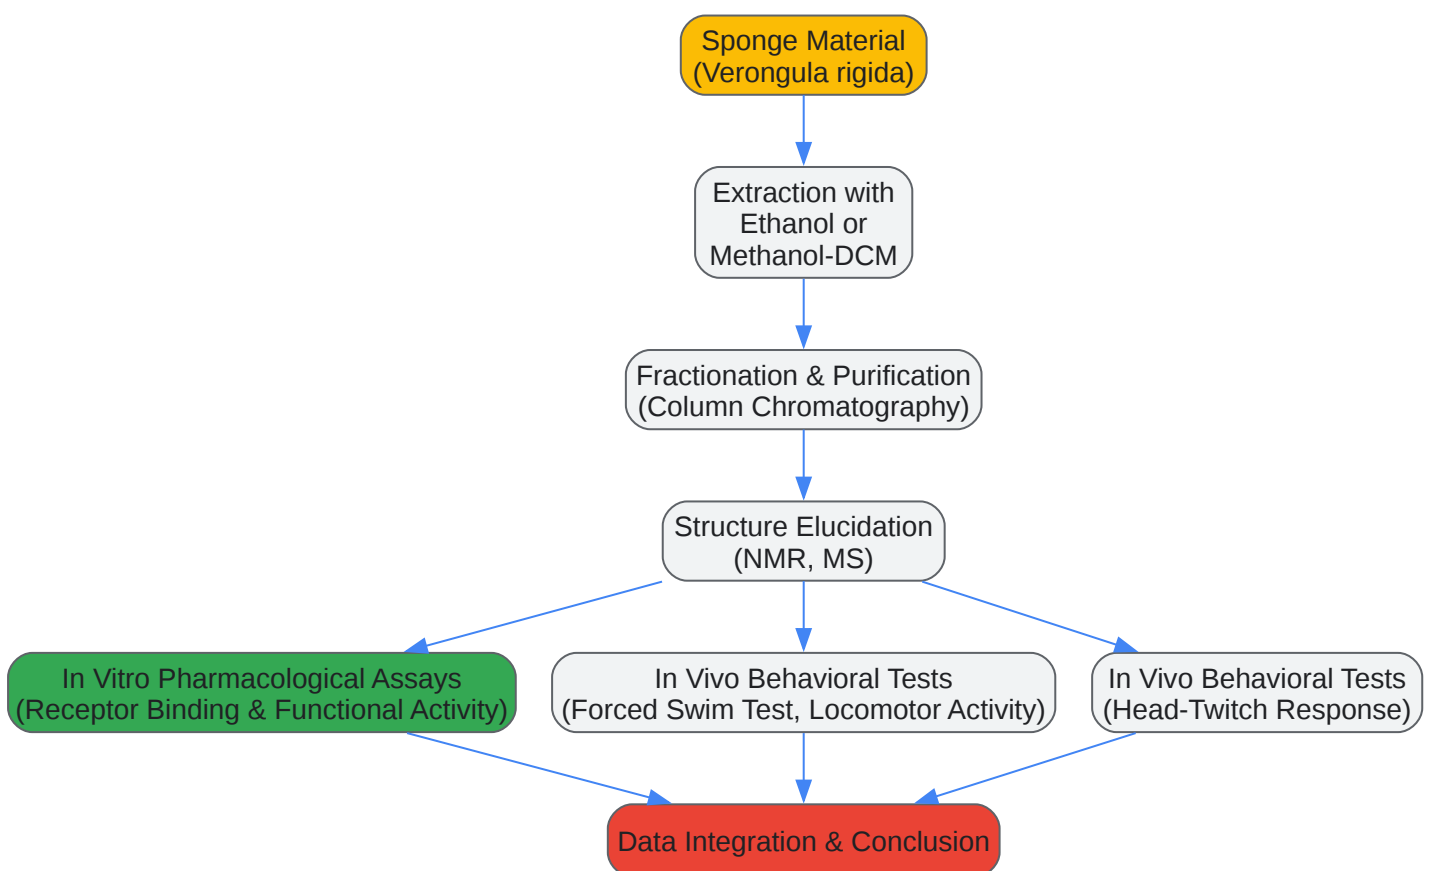 Sponge Material
(Verongula rigida)
Extraction with
Ethanol or
Methanol-DCM
Fractionation & Purification
(Column Chromatography)
Structure Elucidation
(NMR, MS)
In Vitro Pharmacological Assays
(Receptor Binding & Functional Activity)
In Vivo Behavioral Tests
(Forced Swim Test, Locomotor Activity)
In Vivo Behavioral Tests
(Head-Twitch Response)
Data Integration & Conclusion